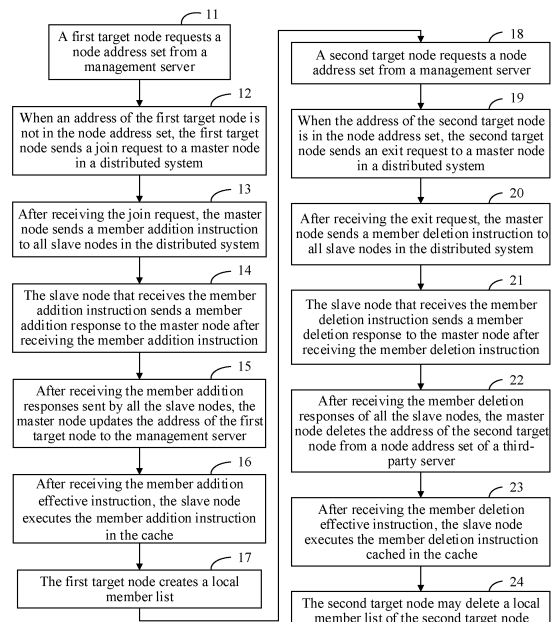 11
A first target node requests a
node address set from a
management server
12
When an address of the first target node is
not in the node address set, the first target
node sends a join request to a master node
in a distributed system
13
After receiving the join request, the master
node sends a member addition instruction
to all slave nodes in the distributed system
14
The slave node that receives the member
addition instruction sends a member
addition response to the master node after
receiving the member addition instruction
15
After receiving the member addition
responses sent by all the slave nodes, the
master node updates the address of the first
target node to the management server
16
After receiving the member addition
effective instruction, the slave node
executes the member addition instruction
in the cache
17
The first target node creates a local
member list
18
A second target node requests a node
address set from a management server
19
When the address of the second target node
is in the node address set, the second target
node sends an exit request to a master node
in a distributed system
20
After receiving the exit request, the master
node sends a member deletion instruction to
all slave nodes in the distributed system
21
The slave node that receives the member
deletion instruction sends a member
deletion response to the master node after
receiving the member deletion instruction
22
After receiving the member deletion
responses of all the slave nodes, the master
node deletes the address of the second target
node from a node address set of a third-
party server
23
After receiving the member deletion
effective instruction, the slave node
executes the member deletion instruction
cached in the cache
24
The second target node may delete a local
member list of the second target node